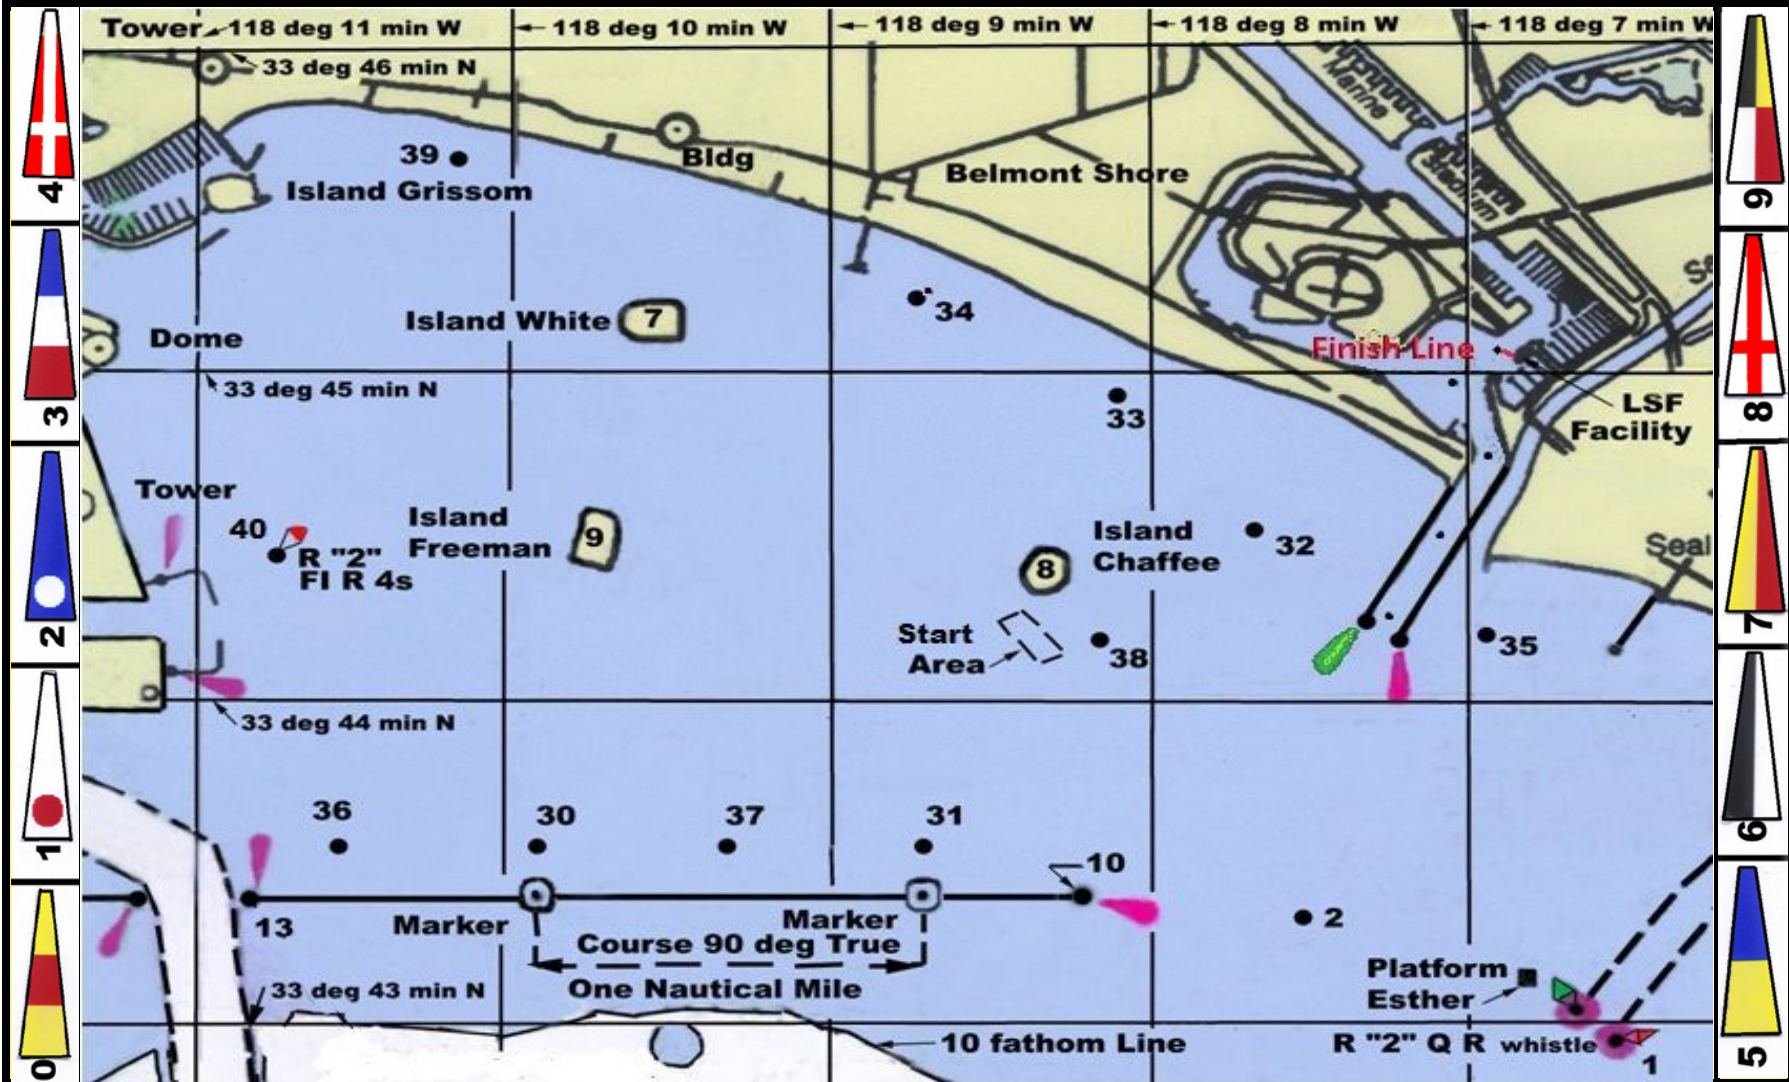 Tower
118 deg 11 min W
118 deg 10 min W
118 deg 9 min W
118 deg 8 min W
118 deg 7 min W
33 deg 46 min N
4
3
2
1
0
9
8
7
6
5
39
Island Grissom
Bldg
Belmont Shore
Marine
Stadium
Island White
7
34
Dome
Finish Line
33 deg 45 min N
33
LSF
Facility
Tower
40
R "2"
Fl R 4s
Island
Freeman
9
8
Island
Chaffee
32
Seal
Start
Area
38
35
33 deg 44 min N
36
30
37
31
10
13
Marker
Marker
Course 90 deg True
One Nautical Mile
2
33 deg 43 min N
Platform
Esther
10 fathom Line
R "2" Q R whistle
1